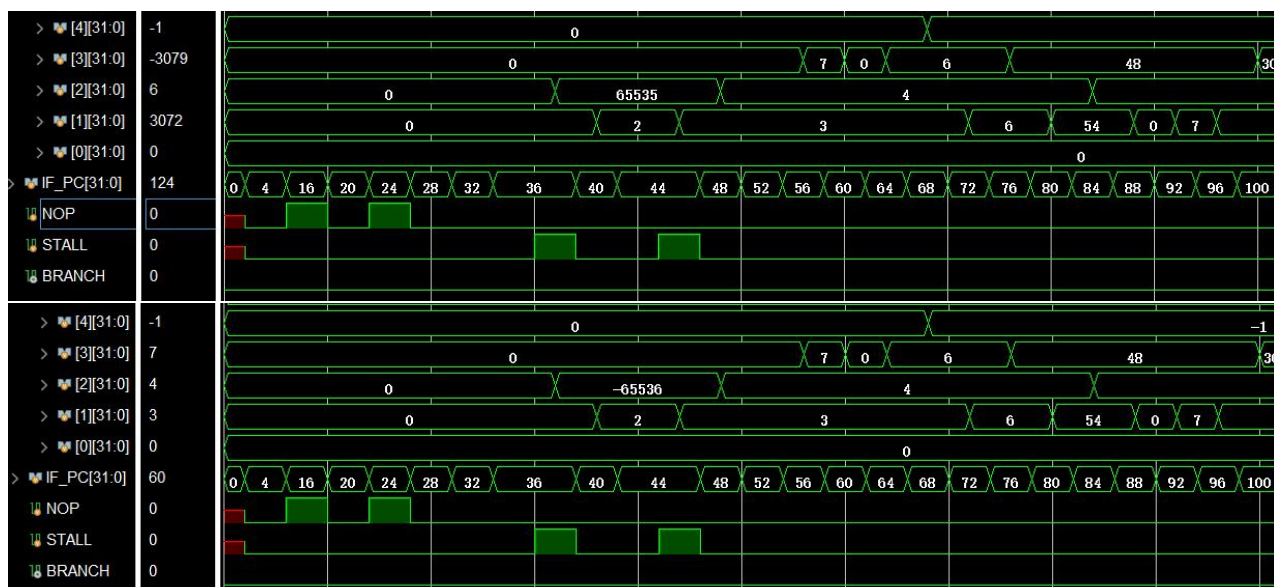 [4][31:0] -1 0
[3][31:0] -3079 0 7 0 6 48 30
[2][31:0] 6 0 65535 4
[1][31:0] 3072 0 2 3 6 54 0 7
[0][31:0] 0 0
IF_PC[31:0] 124 0 4 16 20 24 28 32 36 40 44 48 52 56 60 64 68 72 76 80 84 88 92 96 100
NOP 0
STALL 0
BRANCH 0
[4][31:0] -1 0 -1
[3][31:0] 7 0 7 0 6 48 30
[2][31:0] 4 0 -65536 4
[1][31:0] 3 0 2 3 6 54 0 7
[0][31:0] 0 0
IF_PC[31:0] 60 0 4 16 20 24 28 32 36 40 44 48 52 56 60 64 68 72 76 80 84 88 92 96 100
NOP 0
STALL 0
BRANCH 0